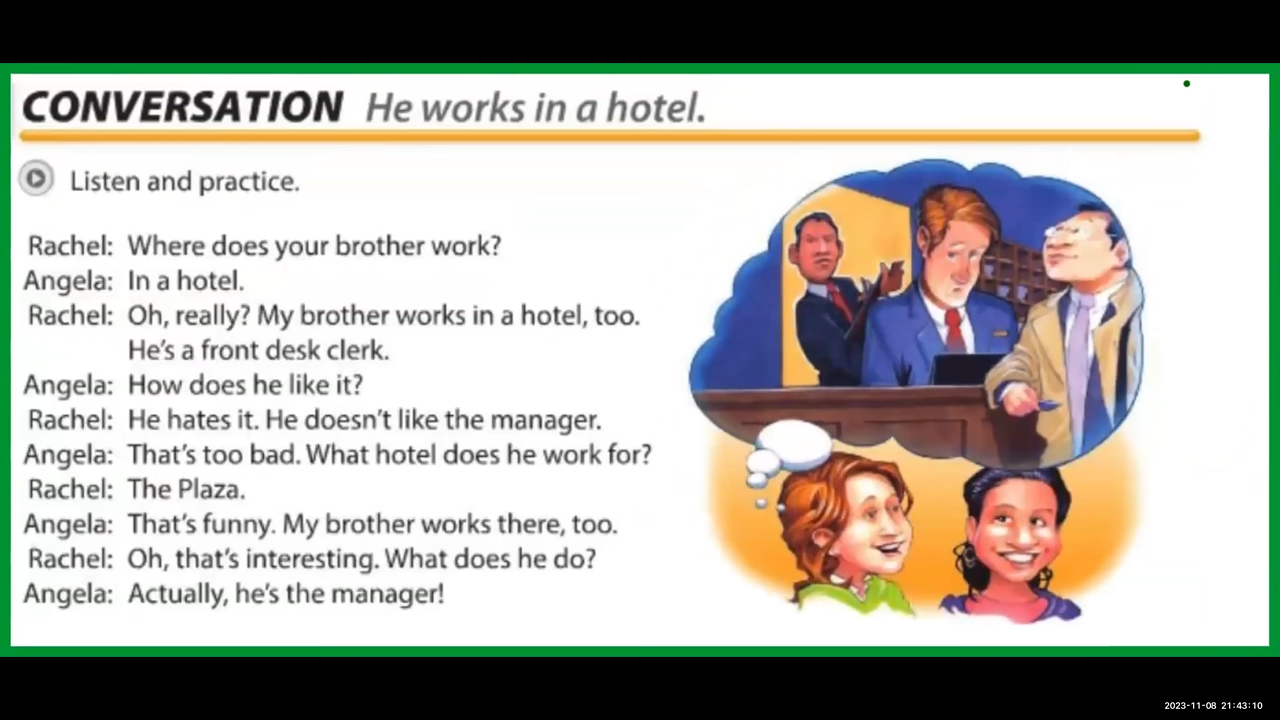 CONVERSATION He works in a hotel.
Listen and practice.
Rachel: Where does your brother work?
Angela: In a hotel.
Rachel: Oh, really? My brother works in a hotel, too.
He's a front desk clerk.
Angela: How does he like it?
Rachel: He hates it. He doesn't like the manager.
Angela: That's too bad. What hotel does he work for?
Rachel: The Plaza.
Angela: That's funny. My brother works there, too.
Rachel: Oh, that's interesting. What does he do?
Angela: Actually, he's the manager!
2023-11-08 21:43:10